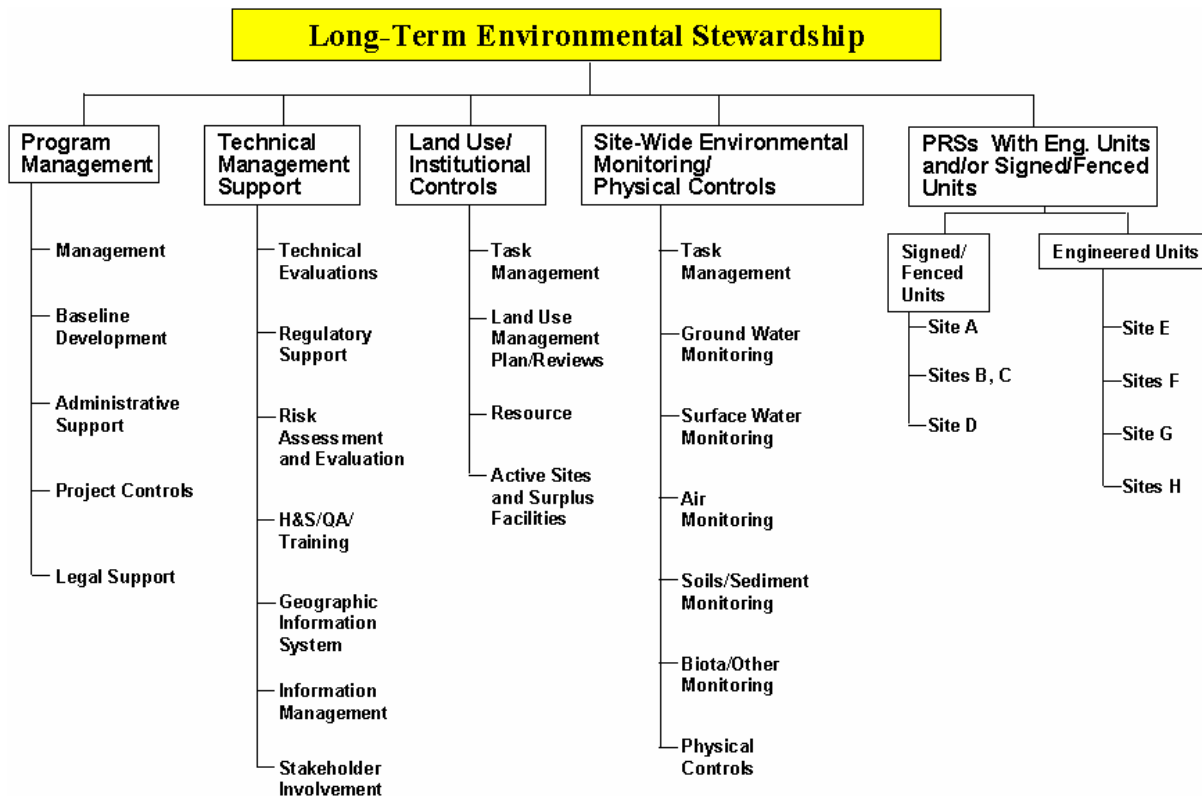 Long-Term Environmental Stewardship
Program
Management
Management
Baseline
Development
Administrative
Support
Project Controls
Legal Support
Technical
Management
Support
Technical
Evaluations
Regulatory
Support
Risk
Assessment
and Evaluation
H&S/QA/
Training
Geographic
Information
System
Information
Management
Stakeholder
Involvement
Land Use/
Institutional
Controls
Task
Management
Land Use
Management
Plan/Reviews
Resource
Active Sites
and Surplus
Facilities
Site-Wide Environmental
Monitoring/
Physical Controls
Task
Management
Ground Water
Monitoring
Surface Water
Monitoring
Air
Monitoring
Soils/Sediment
Monitoring
Biota/Other
Monitoring
Physical
Controls
PRSs With Eng. Units
and/or Signed/Fenced
Units
Signed/
Fenced
Units
Site A
Sites B, C
Site D
Engineered Units
Site E
Sites F
Site G
Sites H